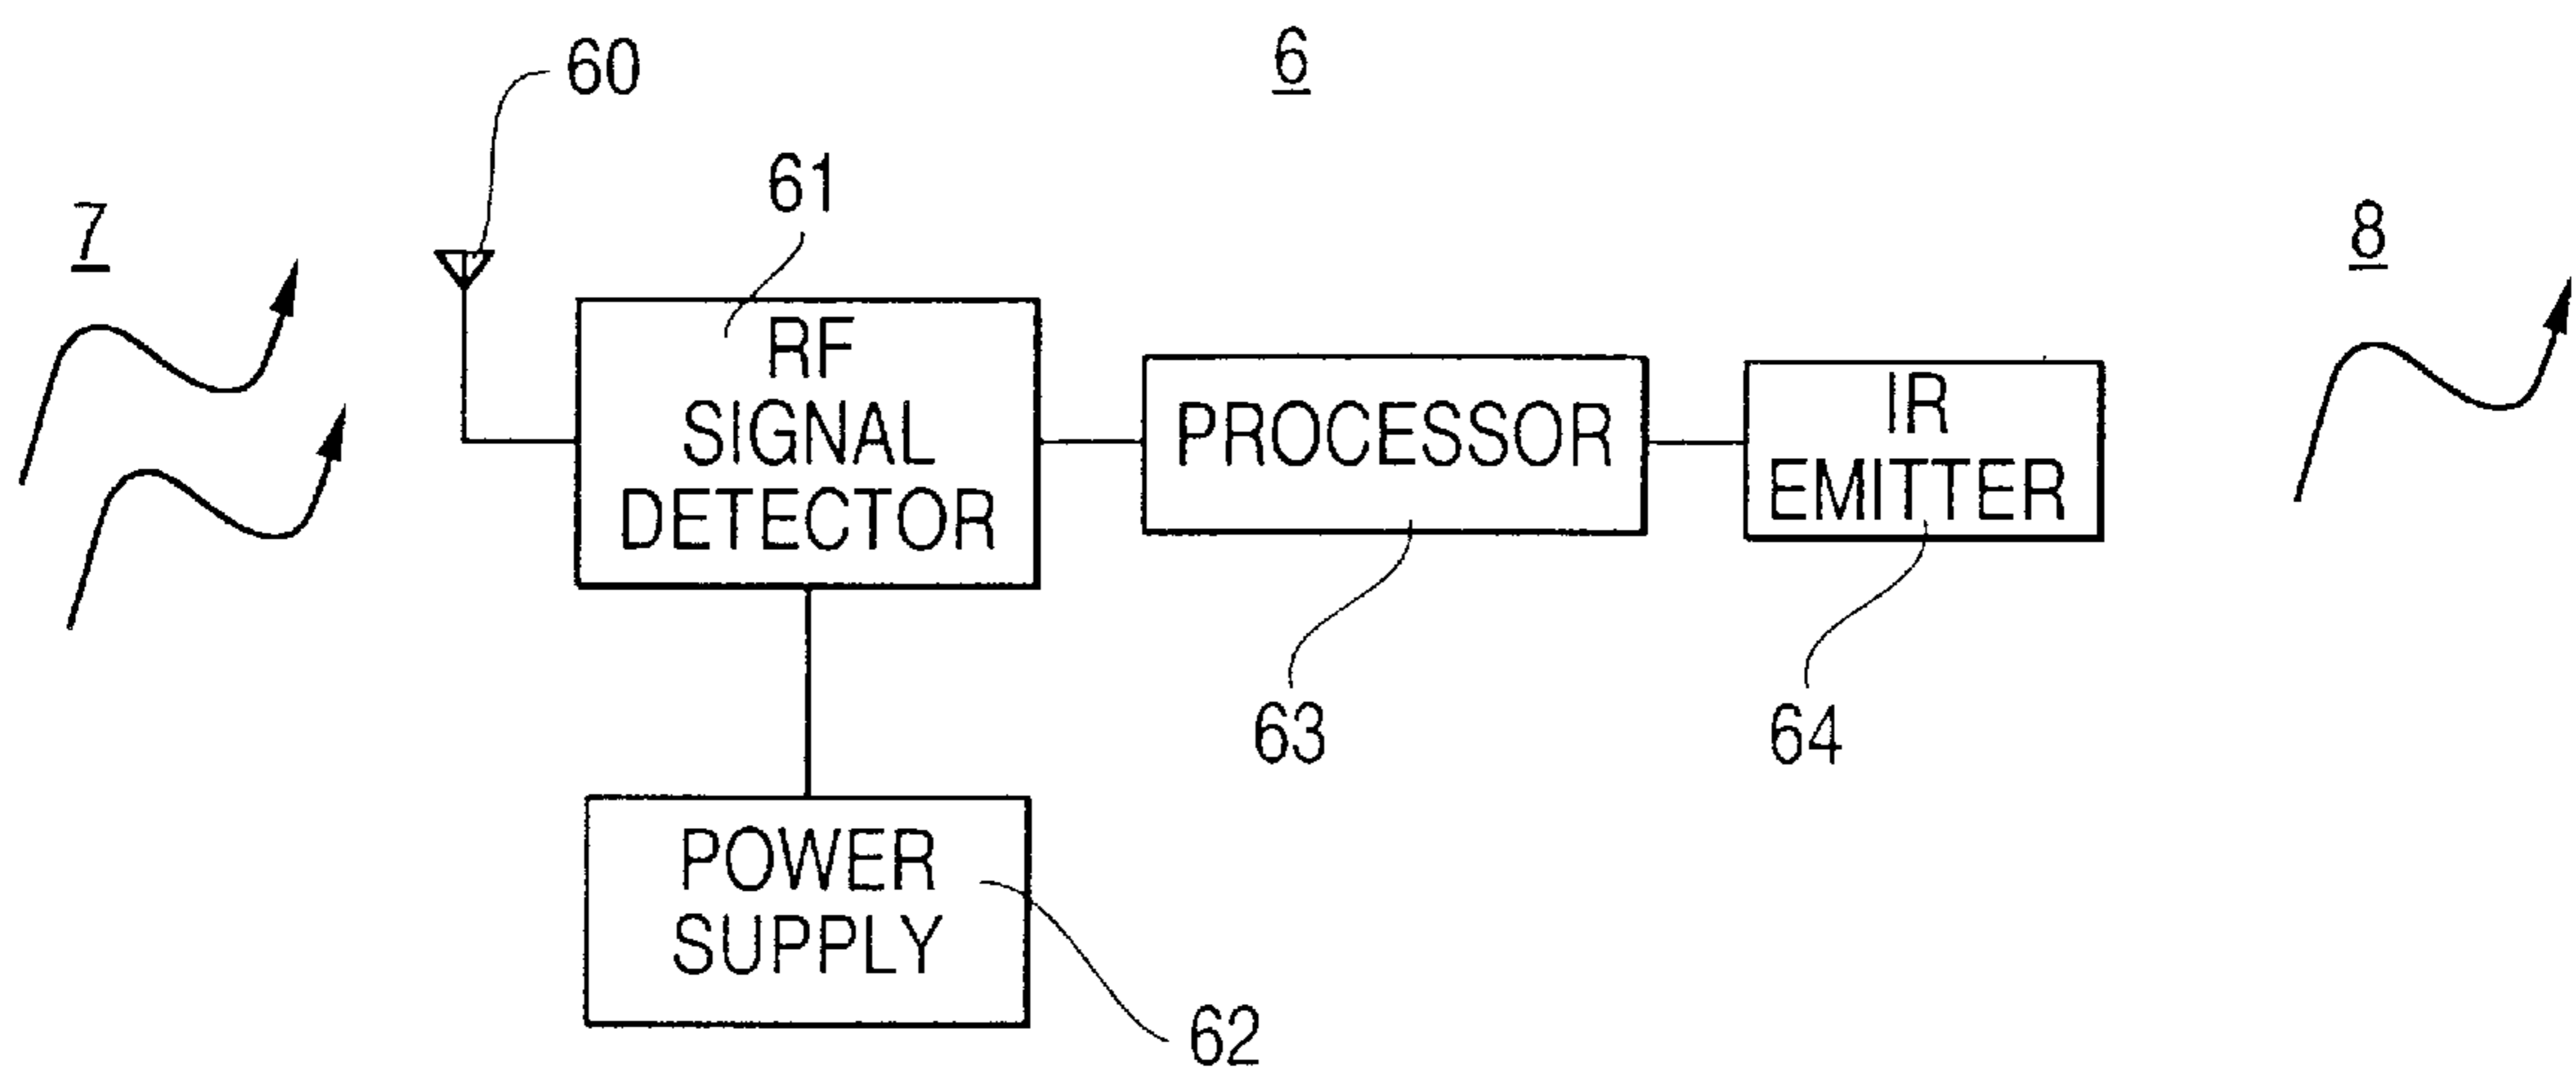 60
6
61
7
8
RF
SIGNAL
DETECTOR
PROCESSOR
IR
EMITTER
63
64
POWER
SUPPLY
62